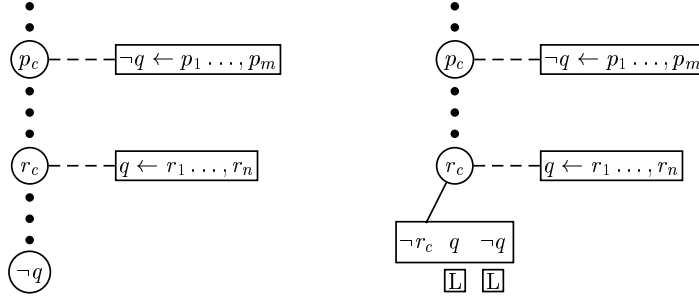 p_c ¬q ← p_1 ..., p_m p_c ¬q ← p_1 ..., p_m
r_c q ← r_1 ..., r_n r_c q ← r_1 ..., r_n
¬r_c q ¬q
¬q L L